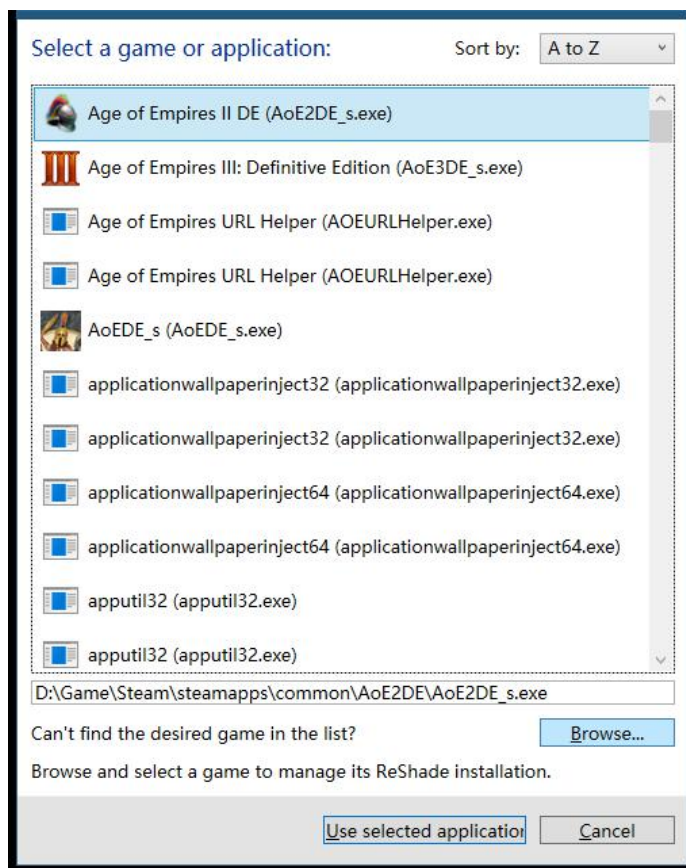 Select a game or application:
Sort by:
A to Z
Age of Empires II DE (AoE2DE_s.exe)
Age of Empires III: Definitive Edition (AoE3DE_s.exe)
Age of Empires URL Helper (AOEURLHelper.exe)
Age of Empires URL Helper (AOEURLHelper.exe)
AoEDE_s (AoEDE_s.exe)
applicationwallpaperinject32 (applicationwallpaperinject32.exe)
applicationwallpaperinject32 (applicationwallpaperinject32.exe)
applicationwallpaperinject64 (applicationwallpaperinject64.exe)
applicationwallpaperinject64 (applicationwallpaperinject64.exe)
apputil32 (apputil32.exe)
apputil32 (apputil32.exe)
D:\Game\Steam\steamapps\common\AoE2DE\AoE2DE_s.exe
Can't find the desired game in the list?
Browse...
Browse and select a game to manage its ReShade installation.
Use selected application
Cancel